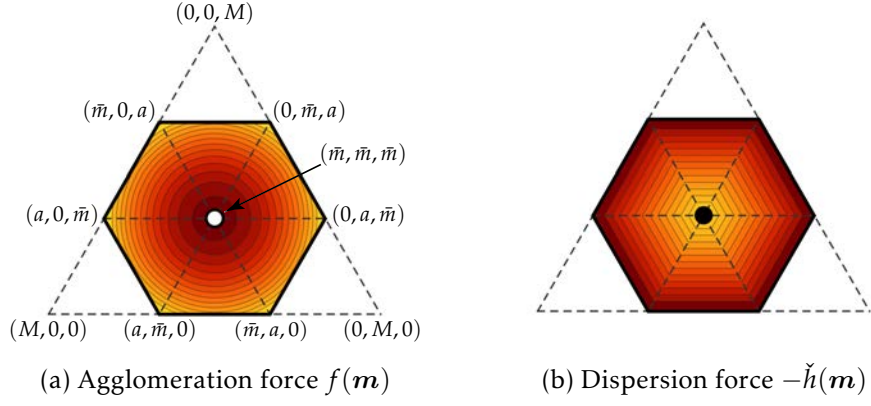 (0,0,M)
(m̄,0,a)
(0,m̄,a)
(m̄,m̄,m̄)
(a,0,m̄)
(0,a,m̄)
(M,0,0)
(a,m̄,0)
(m̄,a,0)
(0,M,0)
(a) Agglomeration force f(m)
(b) Dispersion force −ȟ(m)